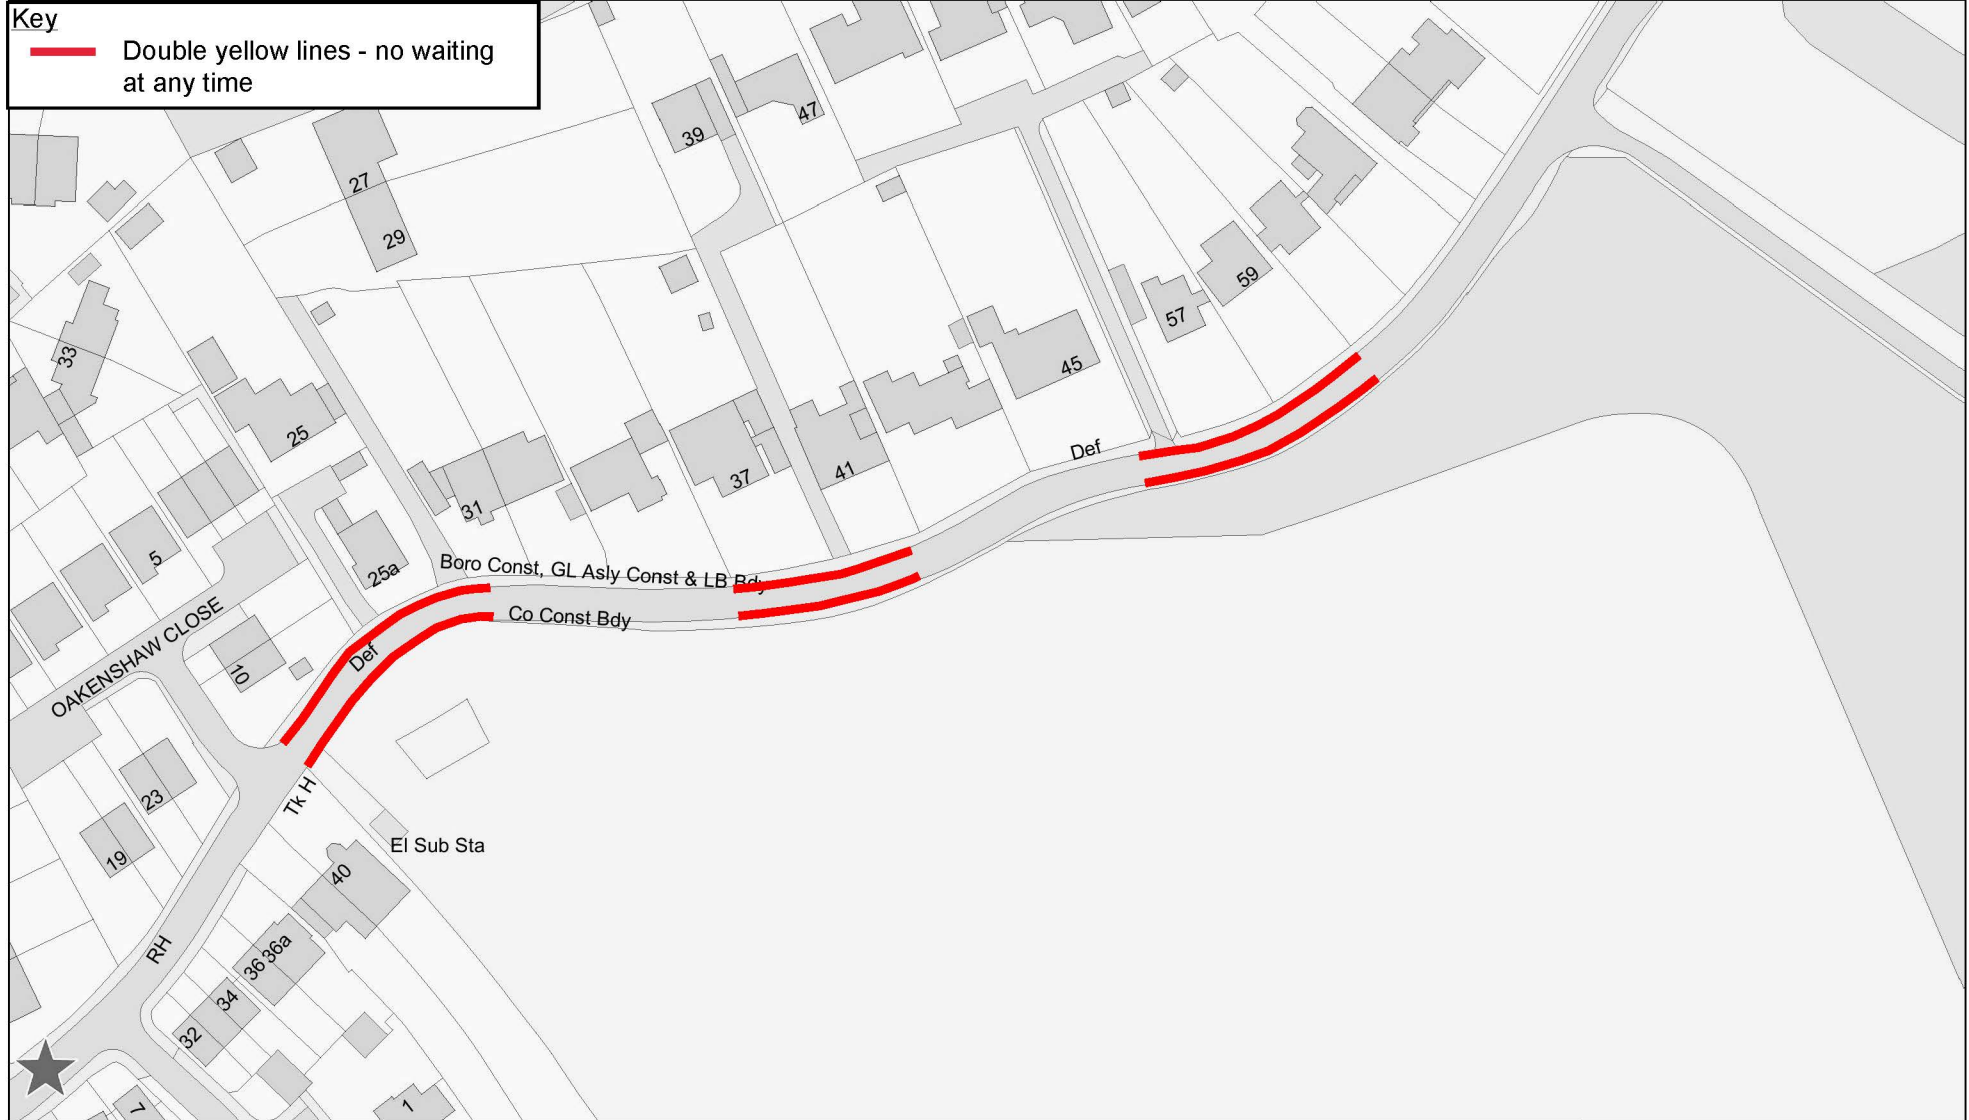 Key
Double yellow lines - no waiting
at any time
47
39
27
29
33
59
57
45
25
41
37
31
Def
5
25a
Boro Const, GL Asly Const & LB Bdy
Co Const Bdy
OAKENSHAW CLOSE
Def
10
23
Tk H
19
El Sub Sta
40
RH
36
36a
34
32
7
1